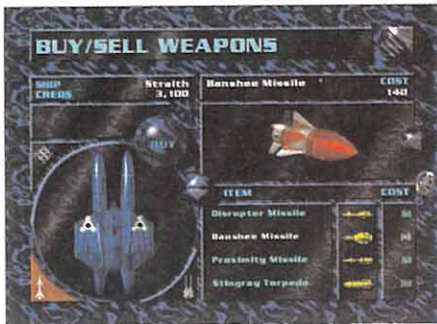 BUY/SELL WEAPONS
SHIP Straith
CREDS 3,100
Banshee Missile COST
140
BUY
ITEM COST
Disrupter Missile
Banshee Missile
Proximity Missile
Stingray Torpedo